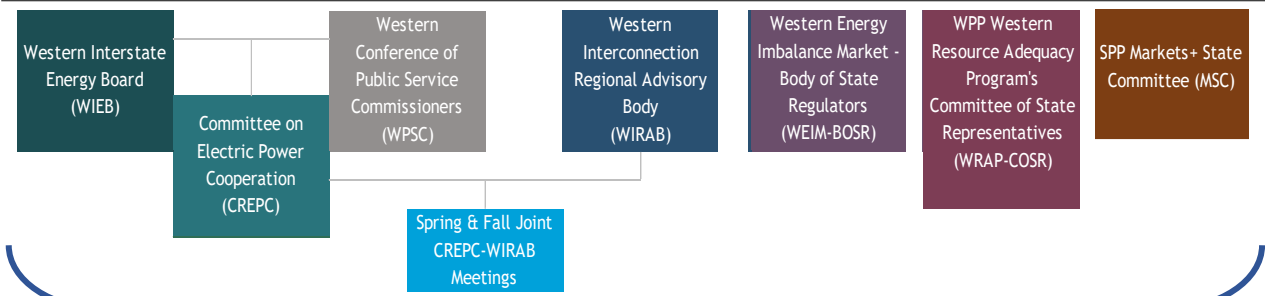 Western Interstate
Energy Board
(WIEB)
Committee on
Electric Power
Cooperation
(CREPC)
Western
Conference of
Public Service
Commissioners
(WPSC)
Spring & Fall Joint
CREPC-WIRAB
Meetings
Western
Interconnection
Regional Advisory
Body
(WIRAB)
Western Energy
Imbalance Market -
Body of State
Regulators
(WEIM-BOSR)
WPP Western
Resource Adequacy
Program's
Committee of State
Representatives
(WRAP-COSR)
SPP Markets+ State
Committee (MSC)